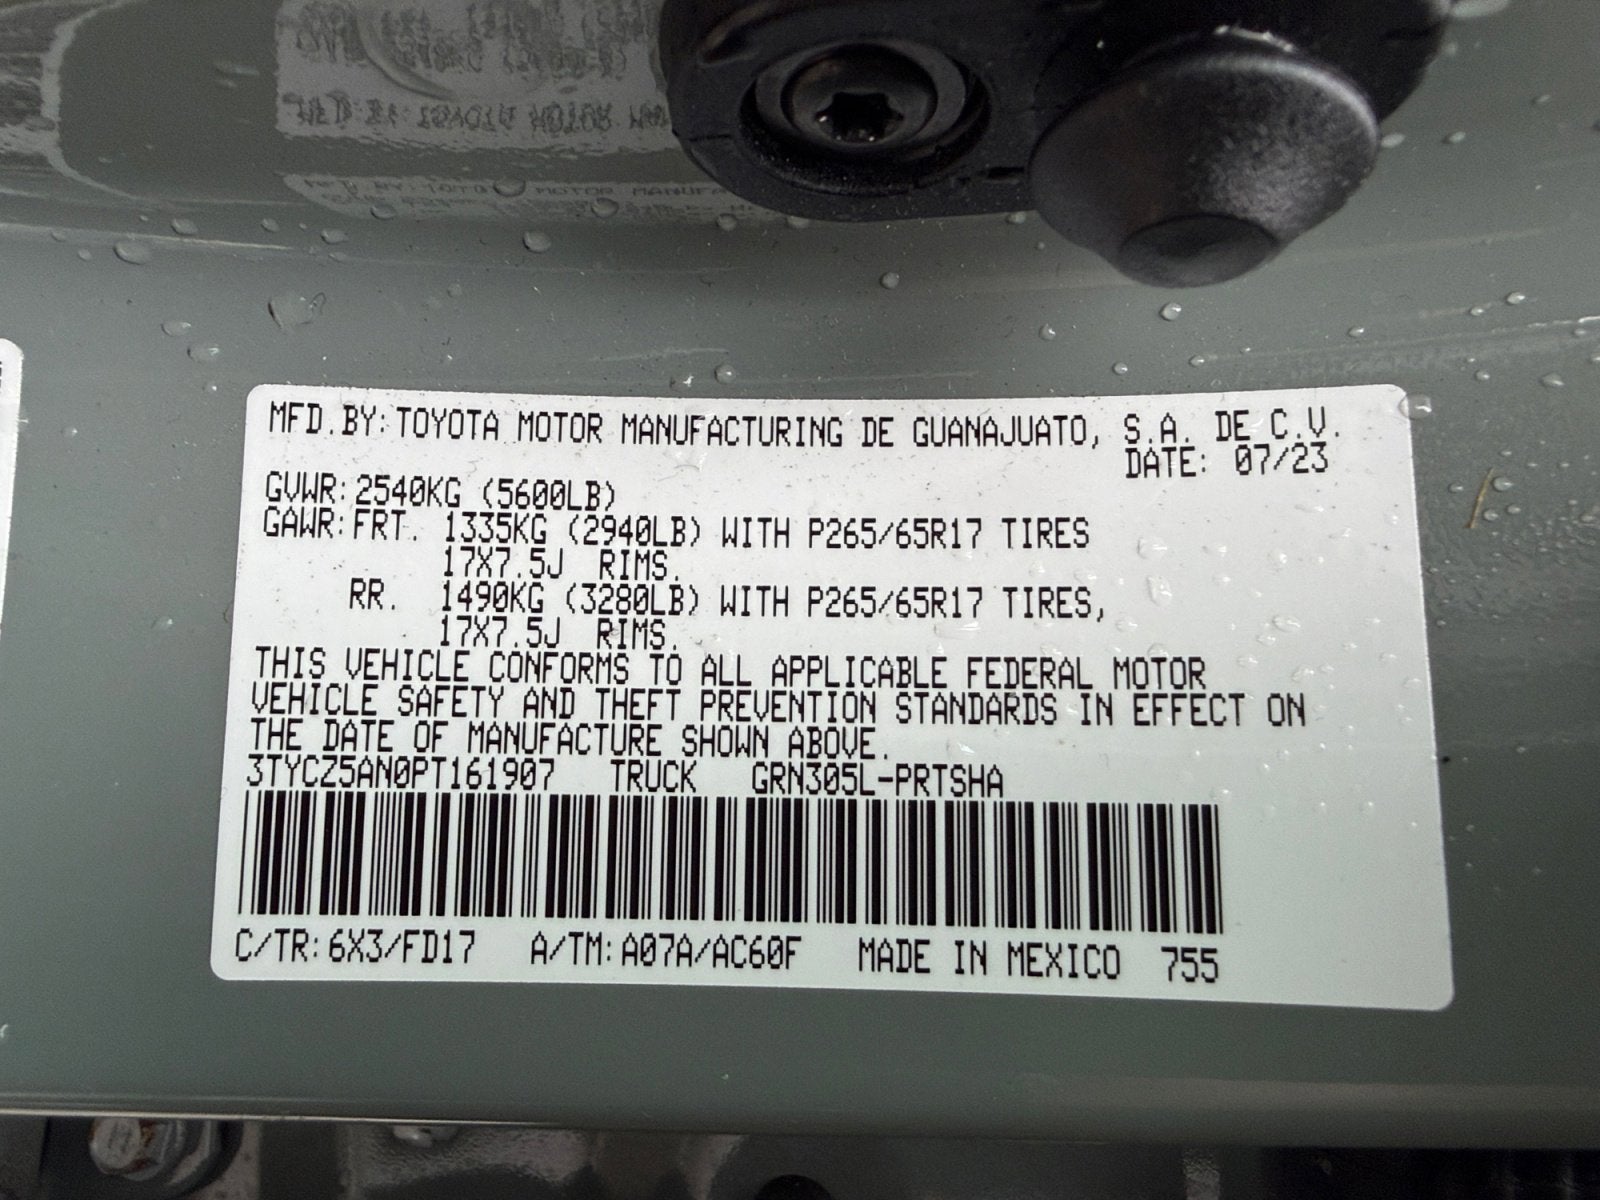 MFD.BY: TOYOTA MOTOR MANUFACTURING DE GUANAJUATO, S.A. DE C.V.
DATE: 07/23
GVWR: 2540KG (5600LB)
GAWR: FRT. 1335KG (2940LB) WITH P265/65R17 TIRES
17X7.5J RIMS.
RR. 1490KG (3280LB) WITH P265/65R17 TIRES,
17X7.5J RIMS.
THIS VEHICLE CONFORMS TO ALL APPLICABLE FEDERAL MOTOR
VEHICLE SAFETY AND THEFT PREVENTION STANDARDS IN EFFECT ON
THE DATE OF MANUFACTURE SHOWN ABOVE.
3TYCZ5AN0PT161907 TRUCK GRN305L-PRTSHA
C/TR: 6X3/FD17 A/TM: A07A/AC60F MADE IN MEXICO 755